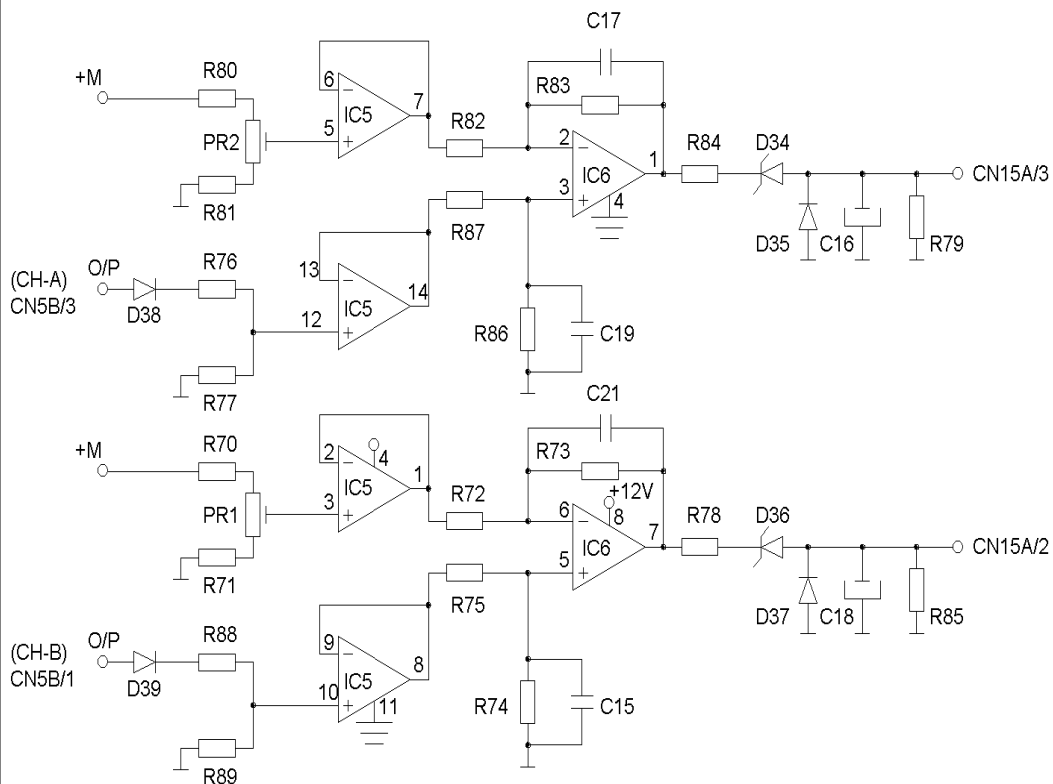 C17
R80
R83
+M
6
7
IC5
5
PR2
R82
R81
2
1
IC6
3
4
R84
D34
CN15A/3
R87
D35
C16
R79
(CH-A)
CN5B/3
O/P
D38
R76
13
14
IC5
12
R77
R86
C19
C21
R70
R73
+M
2
4
1
IC5
3
PR1
R72
R71
+12V
6
8
7
IC6
5
R78
D36
CN15A/2
R75
D37
C18
R85
(CH-B)
CN5B/1
O/P
D39
R88
9
8
IC5
10
11
R89
R74
C15